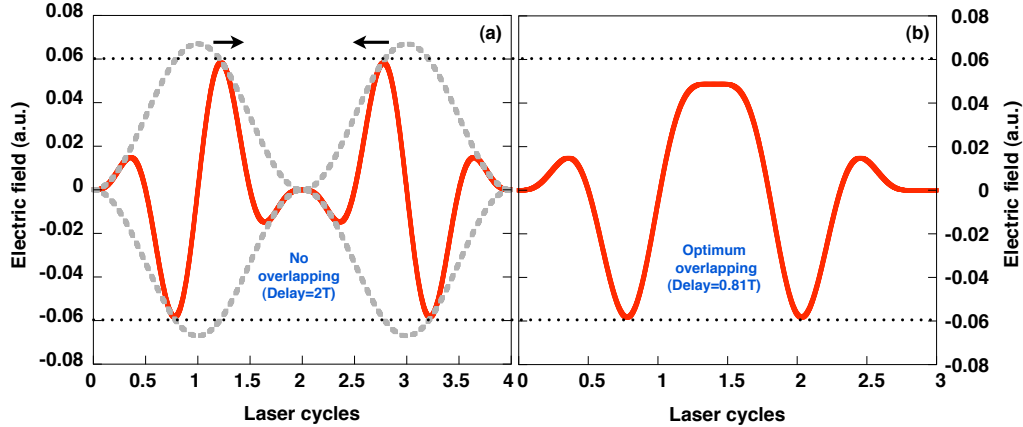 0.08
0.06
0.04
0.02
0
-0.02
-0.04
-0.06
-0.08
Electric field (a.u.)
(a)
No
overlapping
(Delay=2T)
0 0.5 1 1.5 2 2.5 3 3.5 4
Laser cycles
(b)
Optimum
overlapping
(Delay=0.81T)
0 0.5 1 1.5 2 2.5 3
Laser cycles
0.08
0.06
0.04
0.02
0
-0.02
-0.04
-0.06
-0.08
Electric field (a.u.)